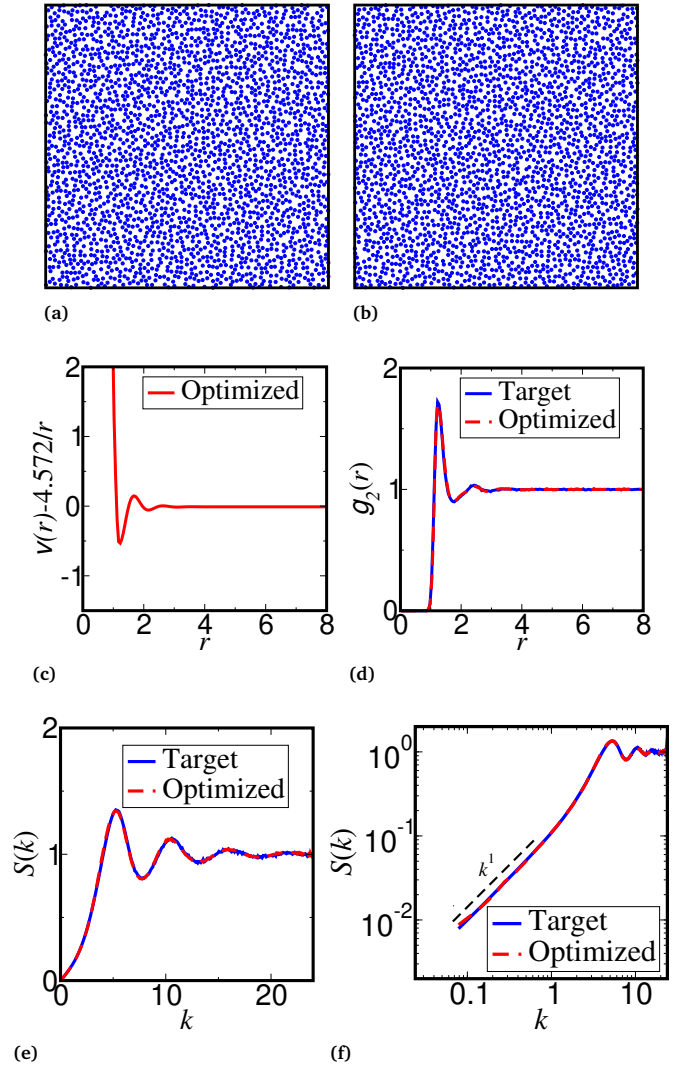 (a)
(b)
2
1
0
-1
v(r)-4.572/r
Optimized
0
2
4
6
8
r
(c)
2
1
0
g2(r)
Target
Optimized
0
2
4
6
8
r
(d)
2
1
0
S(k)
Target
Optimized
0
10
20
k
(e)
10^0
10^-1
10^-2
S(k)
k^1
Target
Optimized
0.1
1
10
k
(f)